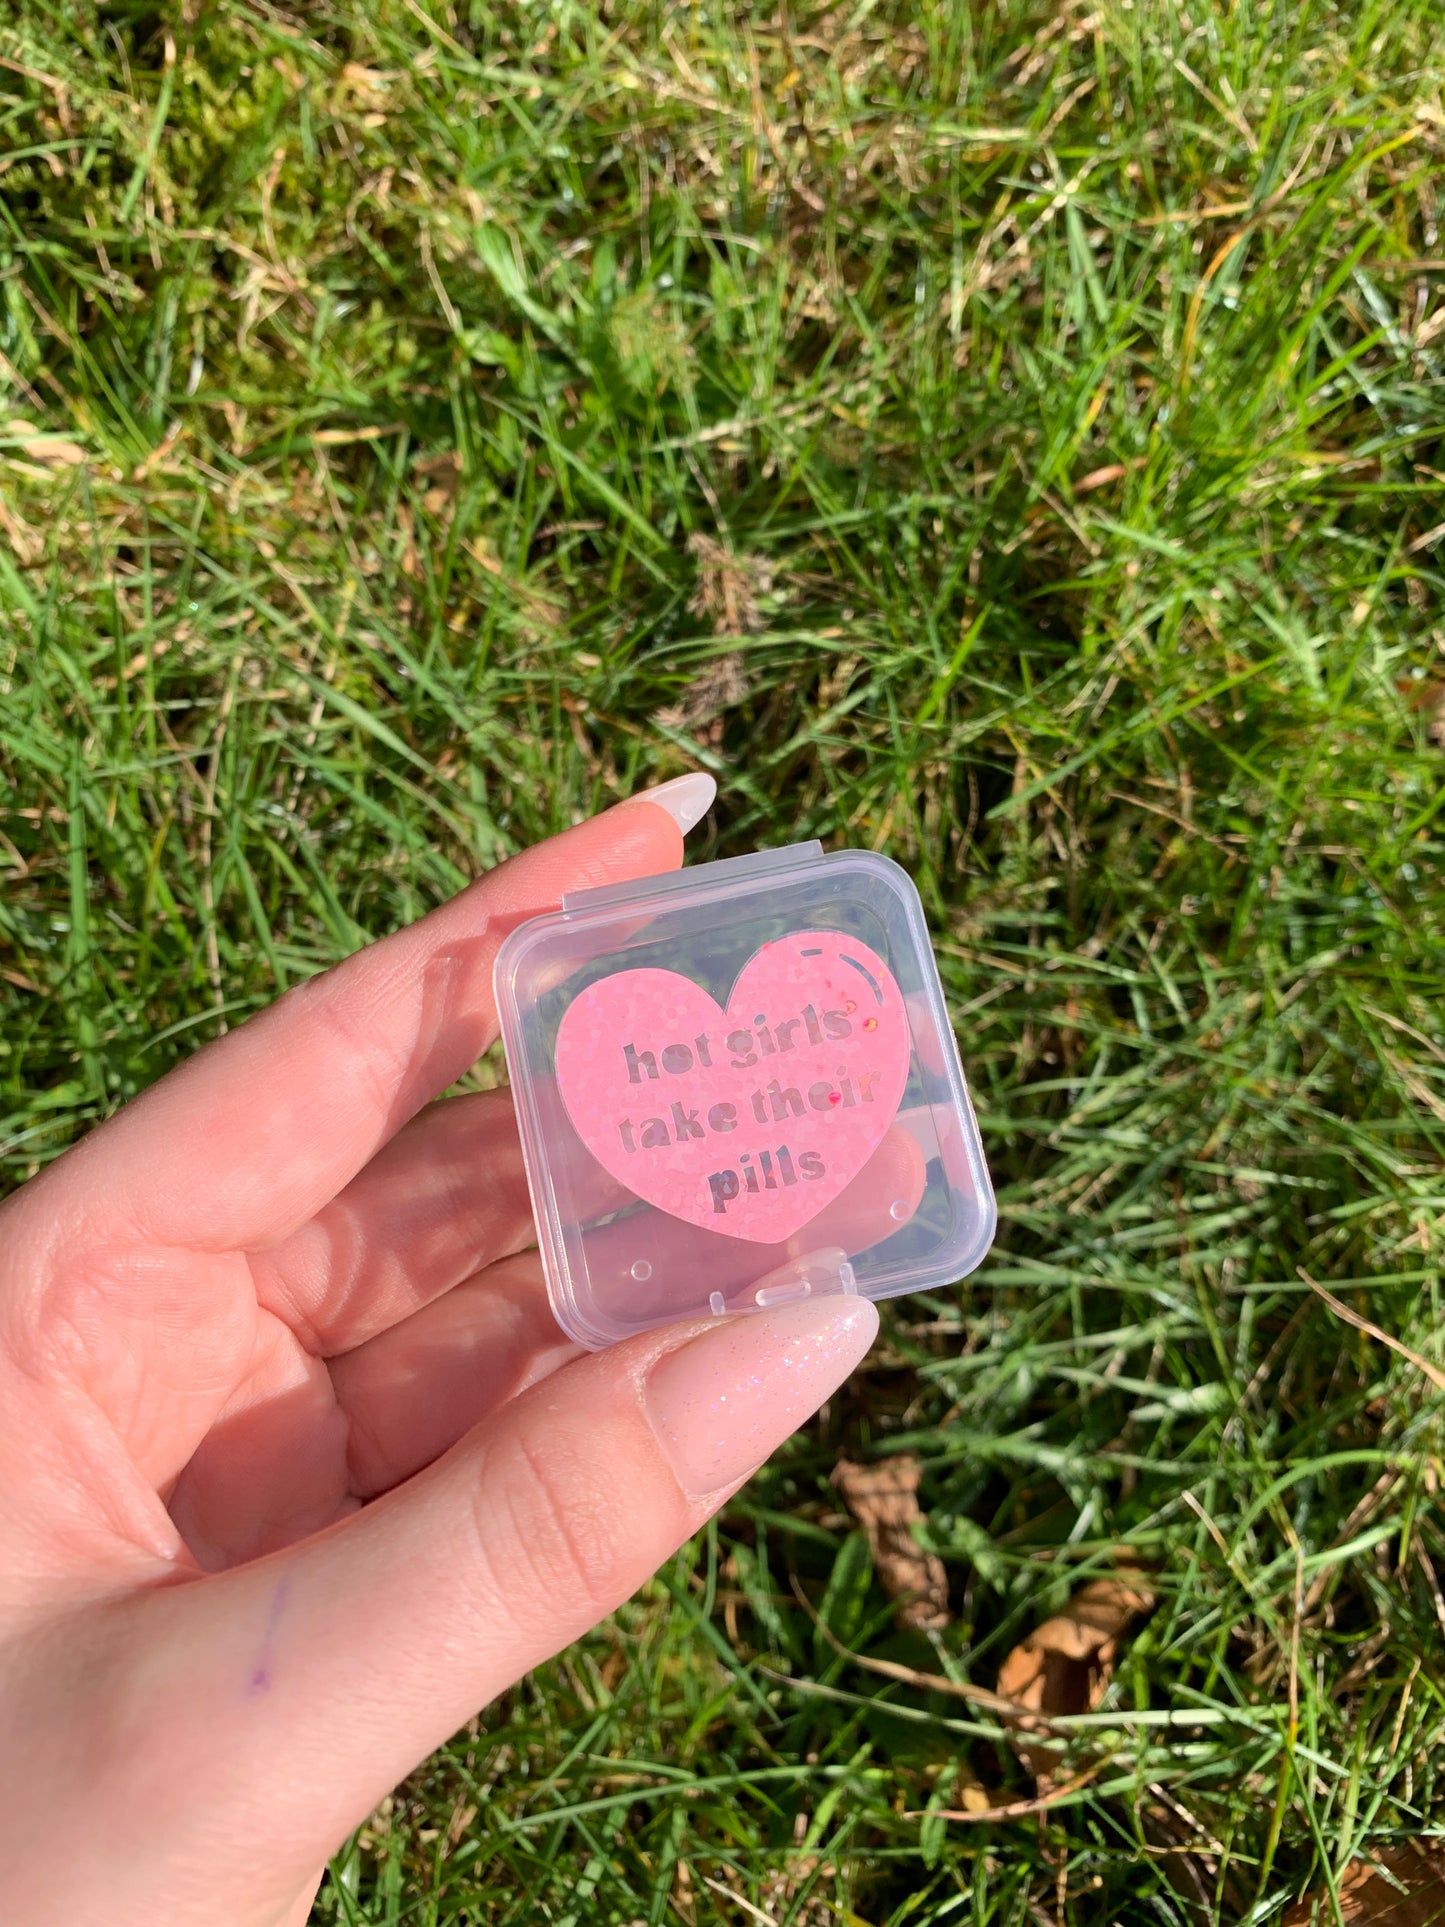 hot girls
take their
pills